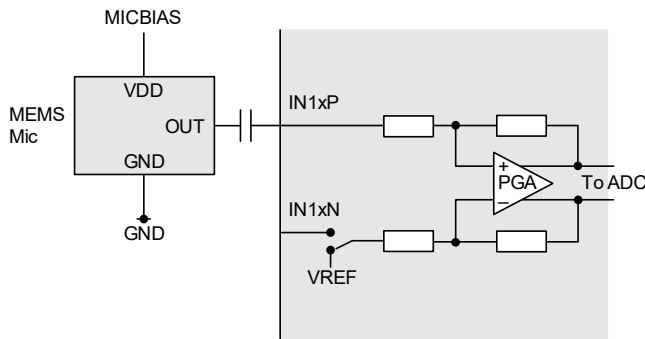 MICBIAS
MEMS
Mic
VDD
OUT
GND
GND
IN1xP
+
PGA
–
To ADC
IN1xN
VREF